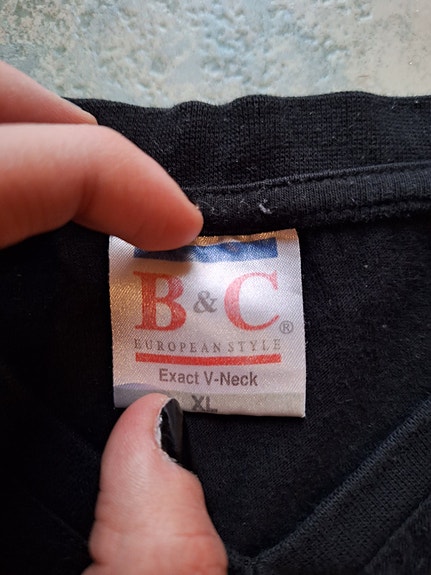 B & C ®
EUROPEAN STYLE
Exact V-Neck
XL